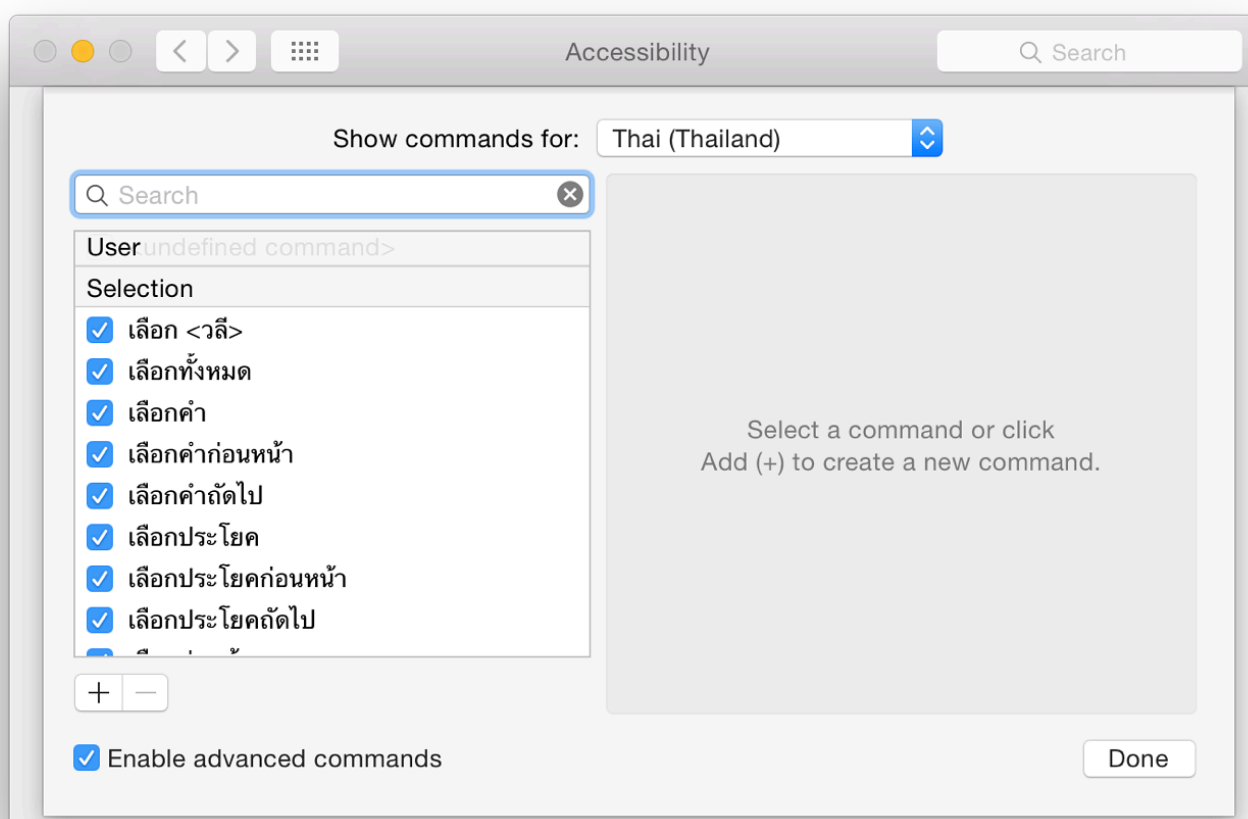 Accessibility
Search
Show commands for: Thai (Thailand)
Search
User
undefined command>
Selection
เลือก <วลี>
เลือกทั้งหมด
เลือกคำ
เลือกคำก่อนหน้า
เลือกคำถัดไป
เลือกประโยค
เลือกประโยคก่อนหน้า
เลือกประโยคถัดไป
Select a command or click
Add (+) to create a new command.
Enable advanced commands
Done